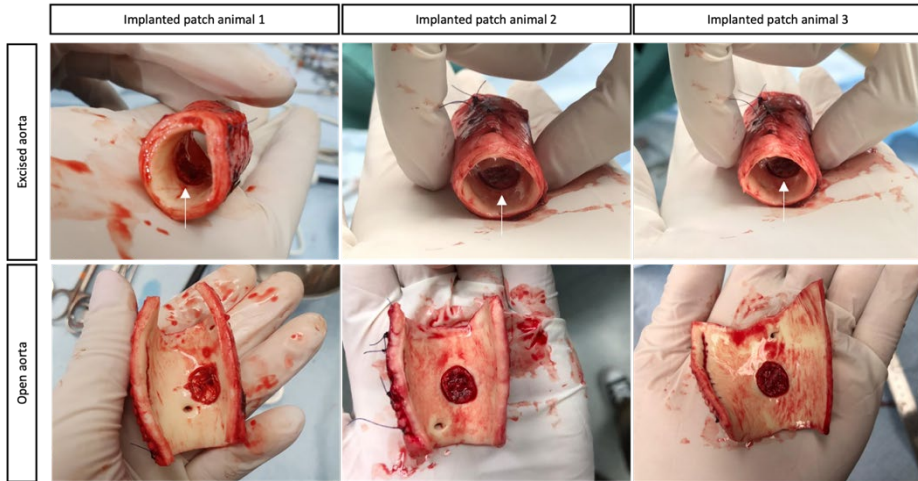 Implanted patch animal 1
Implanted patch animal 2
Implanted patch animal 3
Excised aorta
Open aorta